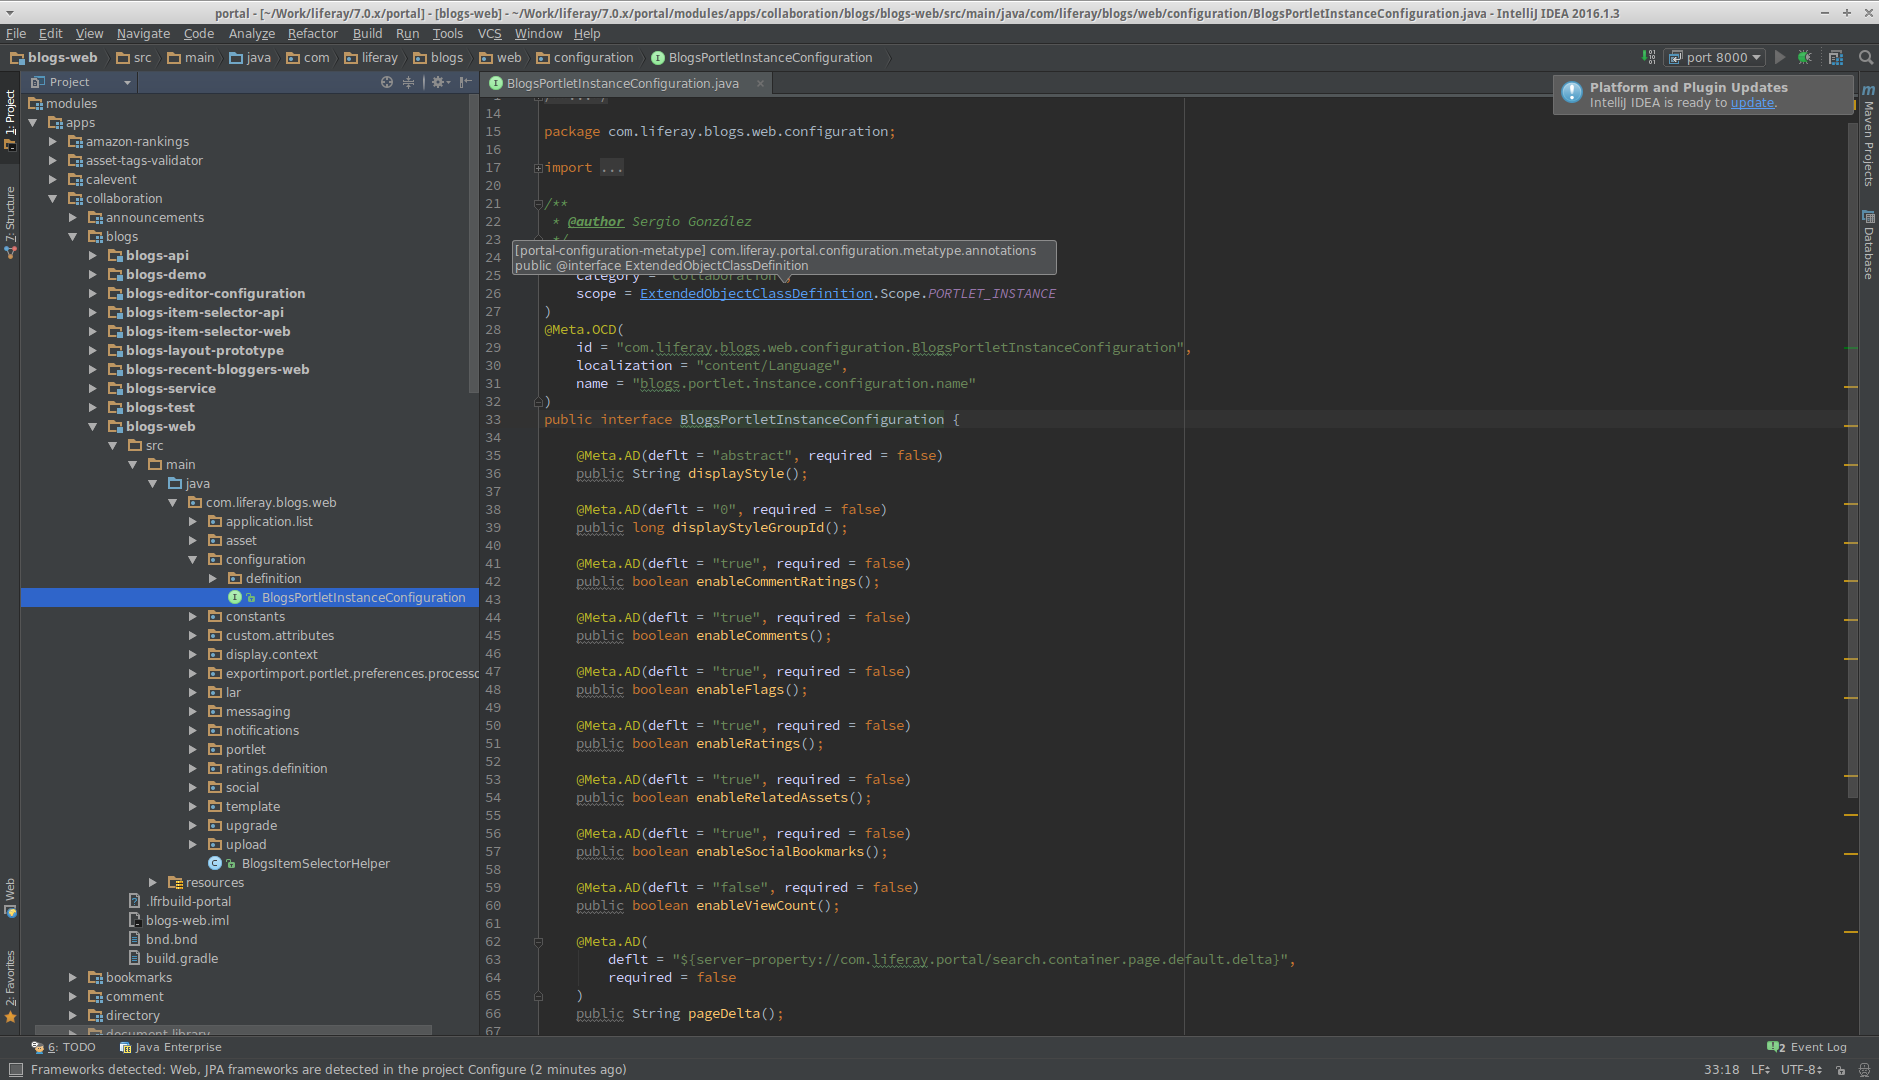 portal - [~/Work/liferay/7.0.x/portal] - [blogs-web] - ~/Work/liferay/7.0.x/portal/modules/apps/collaboration/blogs/blogs-web/src/main/java/com/liferay/blogs/web/configuration/BlogsPortletInstanceConfiguration.java - IntelliJ IDEA 2016.1.3
File Edit View Navigate Code Analyze Refactor Build Run Tools VCS Window Help
blogs-web src main java com liferay blogs web configuration BlogsPortletInstanceConfiguration port 8000
Project
BlogsPortletInstanceConfiguration.java
Platform and Plugin Updates
IntelliJ IDEA is ready to update.
1: Project
7: Structure
Web
2: Favorites
Maven Projects
Database
modules
apps
amazon-rankings
asset-tags-validator
calevent
collaboration
announcements
blogs
blogs-api
blogs-demo
blogs-editor-configuration
blogs-item-selector-api
blogs-item-selector-web
blogs-layout-prototype
blogs-recent-bloggers-web
blogs-service
blogs-test
blogs-web
src
main
java
com.liferay.blogs.web
application.list
asset
configuration
definition
BlogsPortletInstanceConfiguration
constants
custom.attributes
display.context
exportimport.portlet.preferences.processo
lar
messaging
notifications
portlet
ratings.definition
social
template
upgrade
upload
BlogsItemSelectorHelper
resources
.lfrbuild-portal
blogs-web.iml
bnd.bnd
build.gradle
bookmarks
comment
directory
document-library
14
15 package com.liferay.blogs.web.configuration;
16
17 import ...
20
21 /**
22 * @author Sergio González
23 */
[portal-configuration-metatype] com.liferay.portal.configuration.metatype.annotations
public @interface ExtendedObjectClassDefinition
24
25 category = "collaboration"
26 scope = ExtendedObjectClassDefinition.Scope.PORTLET_INSTANCE
27 )
28 @Meta.OCD(
29 id = "com.liferay.blogs.web.configuration.BlogsPortletInstanceConfiguration",
30 localization = "content/Language",
31 name = "blogs.portlet.instance.configuration.name"
32 )
33 public interface BlogsPortletInstanceConfiguration {
34
35 @Meta.AD(deflt = "abstract", required = false)
36 public String displayStyle();
37
38 @Meta.AD(deflt = "0", required = false)
39 public long displayStyleGroupId();
40
41 @Meta.AD(deflt = "true", required = false)
42 public boolean enableCommentRatings();
43
44 @Meta.AD(deflt = "true", required = false)
45 public boolean enableComments();
46
47 @Meta.AD(deflt = "true", required = false)
48 public boolean enableFlags();
49
50 @Meta.AD(deflt = "true", required = false)
51 public boolean enableRatings();
52
53 @Meta.AD(deflt = "true", required = false)
54 public boolean enableRelatedAssets();
55
56 @Meta.AD(deflt = "true", required = false)
57 public boolean enableSocialBookmarks();
58
59 @Meta.AD(deflt = "false", required = false)
60 public boolean enableViewCount();
61
62 @Meta.AD(
63 deflt = "${server-property://com.liferay.portal/search.container.page.default.delta}",
64 required = false
65 )
66 public String pageDelta();
67
6: TODO Java Enterprise 2 Event Log
Frameworks detected: Web, JPA frameworks are detected in the project Configure (2 minutes ago) 33:18 LF UTF-8